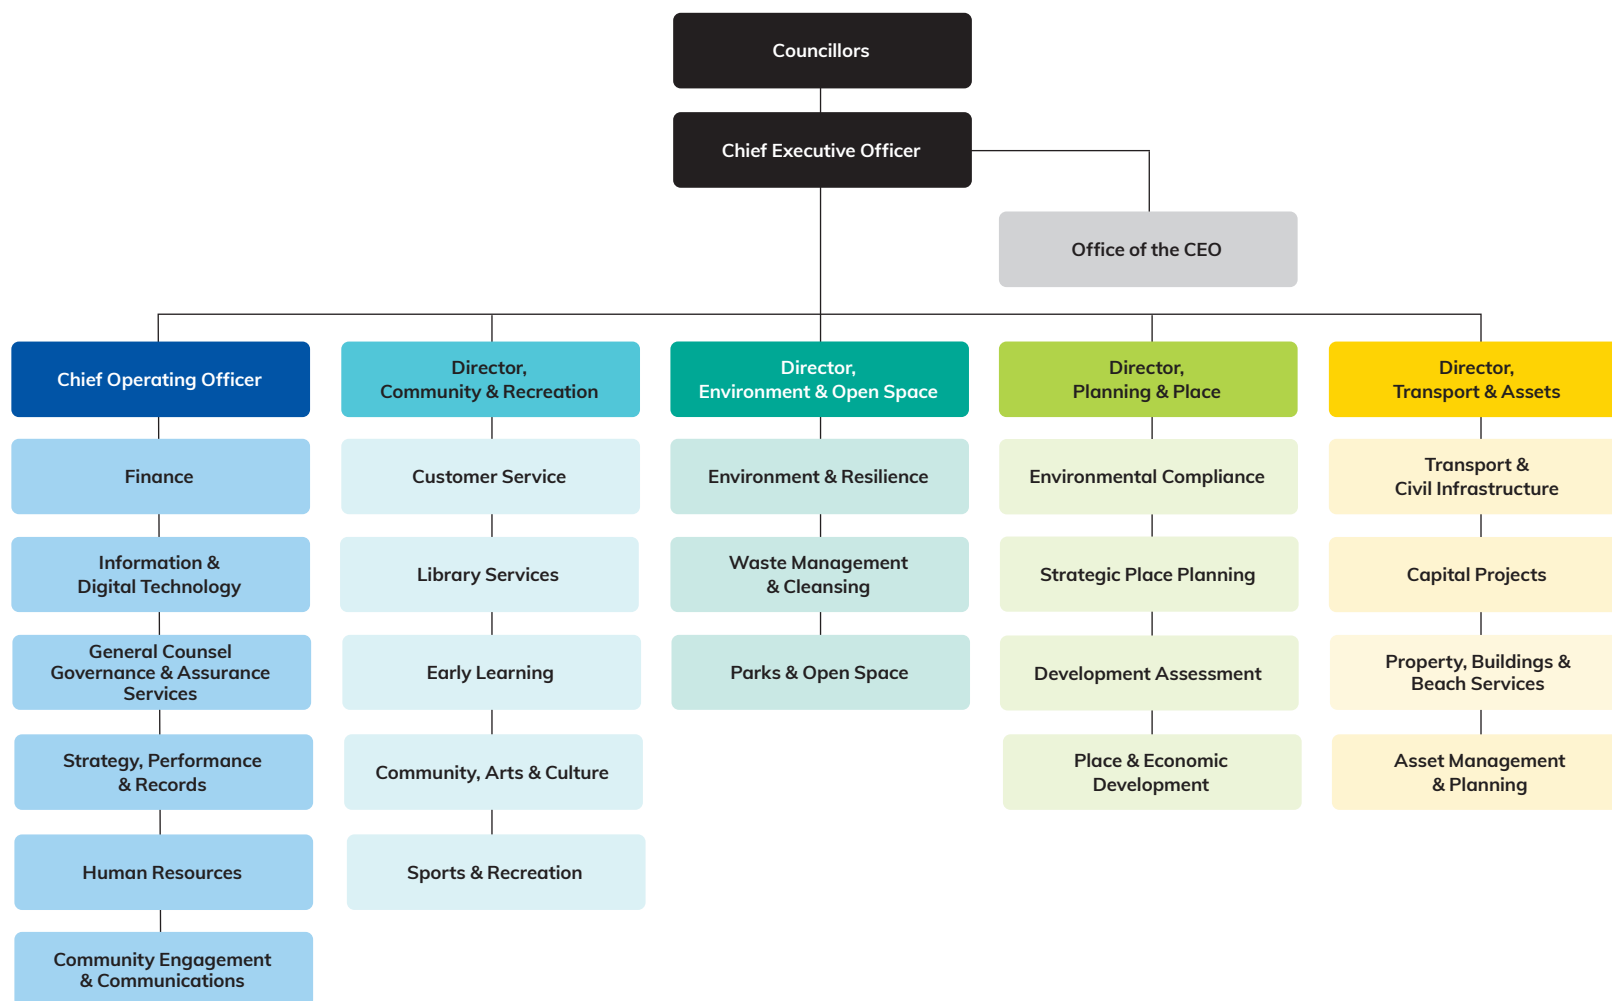 Councillors
Chief Executive Officer
Office of the CEO
Chief Operating Officer
Finance
Information &
Digital Technology
General Counsel
Governance & Assurance
Services
Strategy, Performance
& Records
Human Resources
Community Engagement
& Communications
Director,
Community & Recreation
Customer Service
Library Services
Early Learning
Community, Arts & Culture
Sports & Recreation
Director,
Environment & Open Space
Environment & Resilience
Waste Management
& Cleansing
Parks & Open Space
Director,
Planning & Place
Environmental Compliance
Strategic Place Planning
Development Assessment
Place & Economic
Development
Director,
Transport & Assets
Transport &
Civil Infrastructure
Capital Projects
Property, Buildings &
Beach Services
Asset Management
& Planning